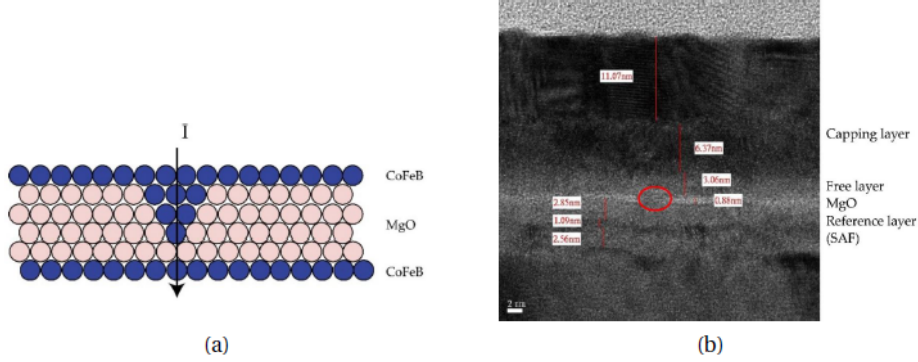 Ī
CoFeB
MgO
CoFeB
(a)
11.07nm
6.37nm
3.06nm
0.88nm
2.85nm
1.09nm
2.56nm
2 nm
Capping layer
Free layer
MgO
Reference layer
(SAF)
(b)